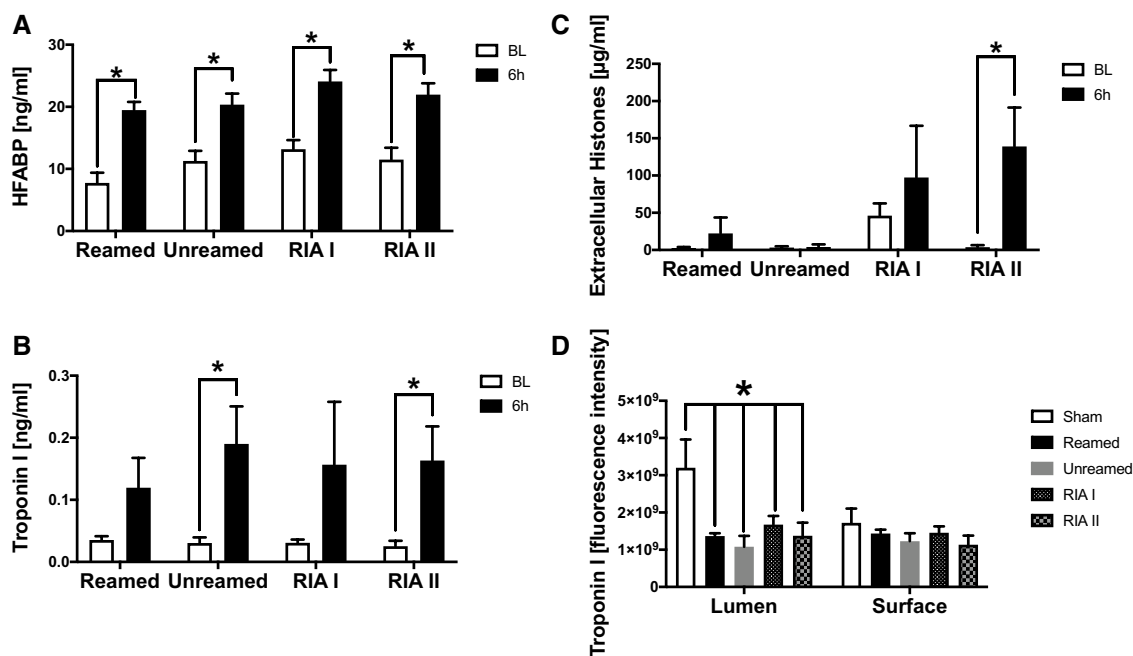 A
HFABP [ng/ml]
30
20
10
0
*
*
*
*
BL
6h
Reamed Unreamed RIA I RIA II
B
Troponin I [ng/ml]
0.3
0.2
0.1
0.0
*
*
BL
6h
Reamed Unreamed RIA I RIA II
C
Extracellular Histones [µg/ml]
250
200
150
100
50
0
*
BL
6h
Reamed Unreamed RIA I RIA II
D
Troponin I [fluorescence intensity]
5×10⁹
4×10⁹
3×10⁹
2×10⁹
1×10⁹
0
*
Sham
Reamed
Unreamed
RIA I
RIA II
Lumen Surface